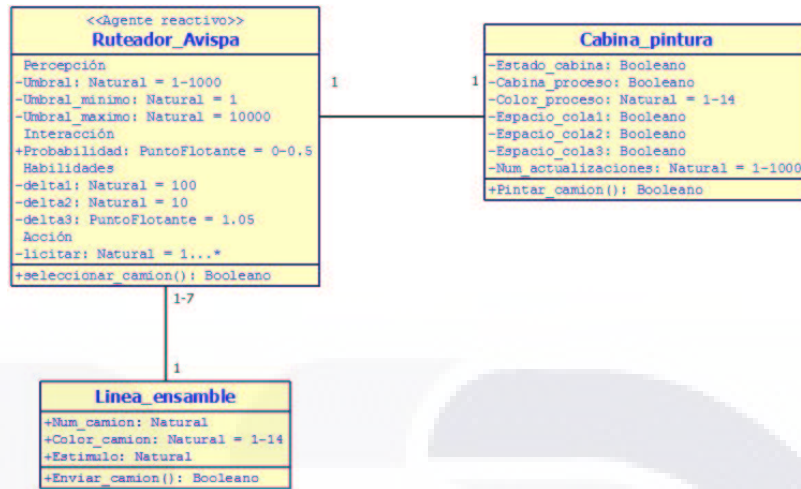 <<Agente reactivo>>
Ruteador_Avispa
Percepción
-Umbral: Natural = 1-1000
-Umbral_minimo: Natural = 1
-Umbral_maximo: Natural = 10000
Interacción
+Probabilidad: PuntoFlotante = 0-0.5
Habilidades
-delta1: Natural = 100
-delta2: Natural = 10
-delta3: PuntoFlotante = 1.05
Acción
-licitar: Natural = 1...*
+seleccionar_camion(): Booleano
1
1
Cabina_pintura
-Estado_cabina: Booleano
-Cabina_proceso: Booleano
-Color_proceso: Natural = 1-14
-Espacio_cola1: Booleano
-Espacio_cola2: Booleano
-Espacio_cola3: Booleano
-Num_actualizaciones: Natural = 1-1000
+Pintar_camion(): Booleano
1-7
1
Linea_ensamble
+Num_camion: Natural
+Color_camion: Natural = 1-14
+Estimulo: Natural
+Enviar_camion(): Booleano